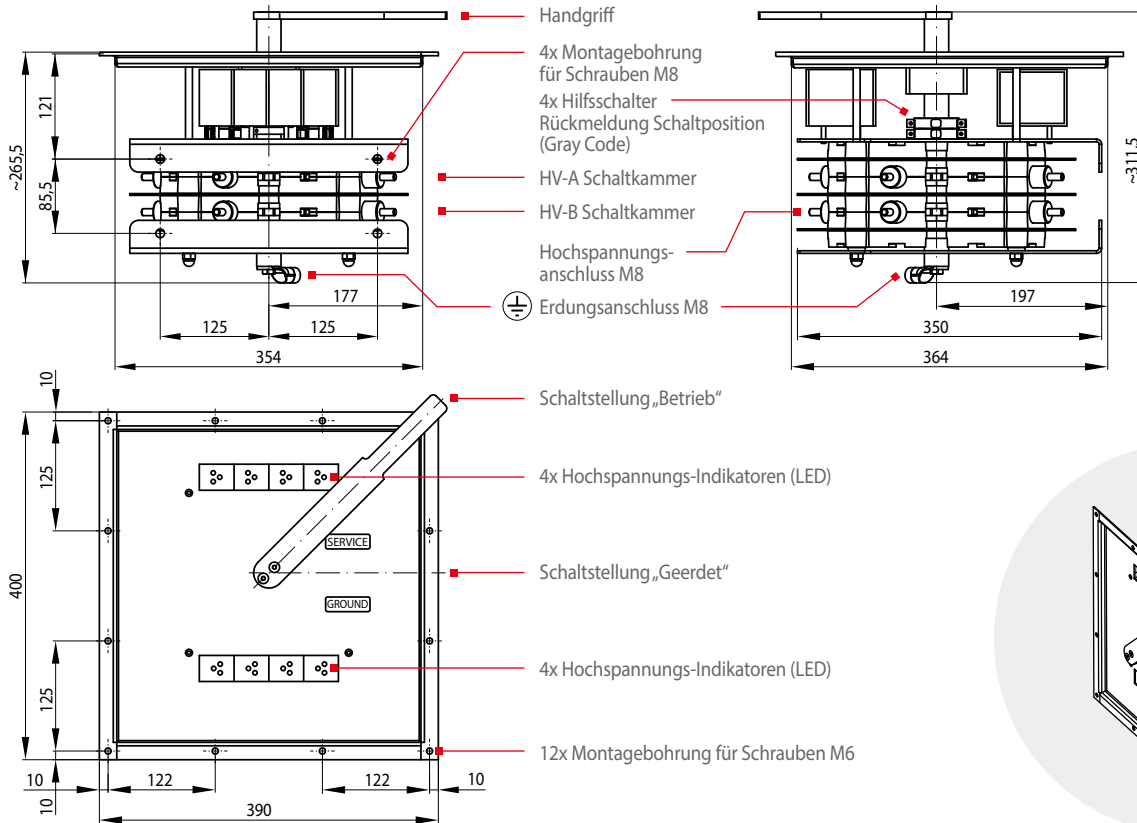 Handgriff
4x Montagebohrung
für Schrauben M8
4x Hilfsschalter
Rückmeldung Schaltposition
(Gray Code)
HV-A Schaltkammer
HV-B Schaltkammer
Hochspannungs-
anschluss M8
Erdungsanschluss M8
~265,5
121
85,5
177
125
125
354
~311,5
197
350
364
Schaltstellung „Betrieb“
4x Hochspannungs-Indikatoren (LED)
Schaltstellung „Geerdet“
4x Hochspannungs-Indikatoren (LED)
12x Montagebohrung für Schrauben M6
SERVICE
GROUND
10
125
400
125
10
10
122
122
10
390